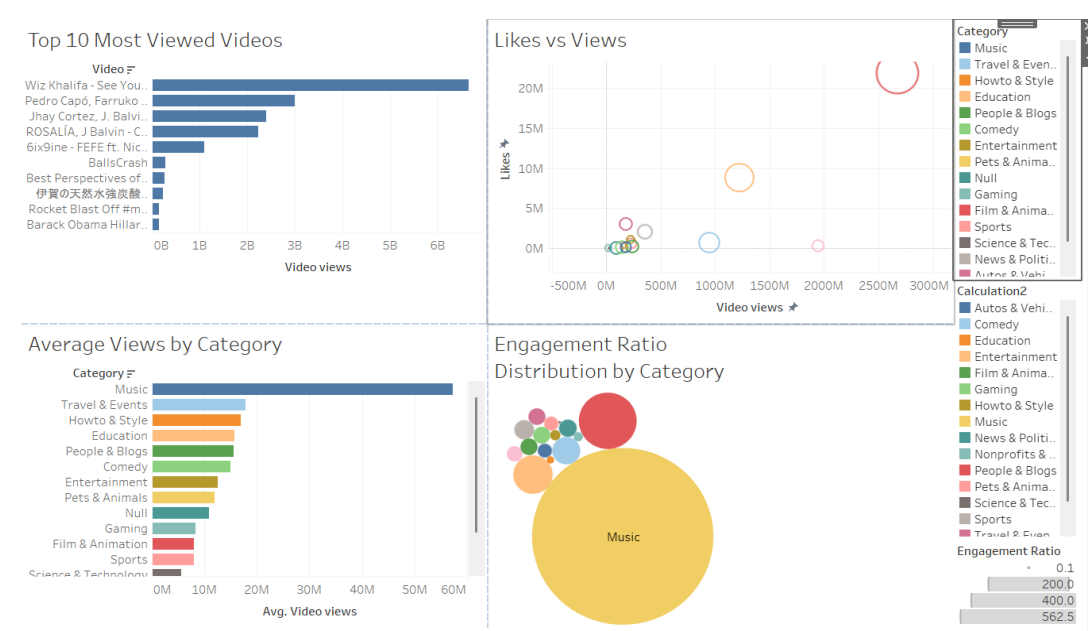 Top 10 Most Viewed Videos
Video
Wiz Khalifa - See You..
Pedro Capó, Farruko ..
Jhay Cortez, J. Balvi..
ROSALÍA, J Balvin - C..
6ix9ine - FEFE ft. Nic..
BallsCrash
Best Perspectives of..
伊賀の天然水強炭酸..
Rocket Blast Off #m..
Barack Obama Hillar..
0B 1B 2B 3B 4B 5B 6B
Video views
Likes vs Views
20M
15M
10M
5M
0M
Likes
-500M 0M 500M 1000M 1500M 2000M 2500M 3000M
Video views
Category
Music
Travel & Even..
Howto & Style
Education
People & Blogs
Comedy
Entertainment
Pets & Anima..
Null
Gaming
Film & Anima..
Sports
Science & Tec..
News & Politi..
Autos & Vehi..
Average Views by Category
Category
Music
Travel & Events
Howto & Style
Education
People & Blogs
Comedy
Entertainment
Pets & Animals
Null
Gaming
Film & Animation
Sports
Science & Technology
0M 10M 20M 30M 40M 50M 60M
Avg. Video views
Engagement Ratio
Distribution by Category
Music
Calculation2
Autos & Vehi..
Comedy
Education
Entertainment
Film & Anima..
Gaming
Howto & Style
Music
News & Politi..
Nonprofits & ..
People & Blogs
Pets & Anima..
Science & Tec..
Sports
Travel & Even..
Engagement Ratio
0.1
200.0
400.0
562.5